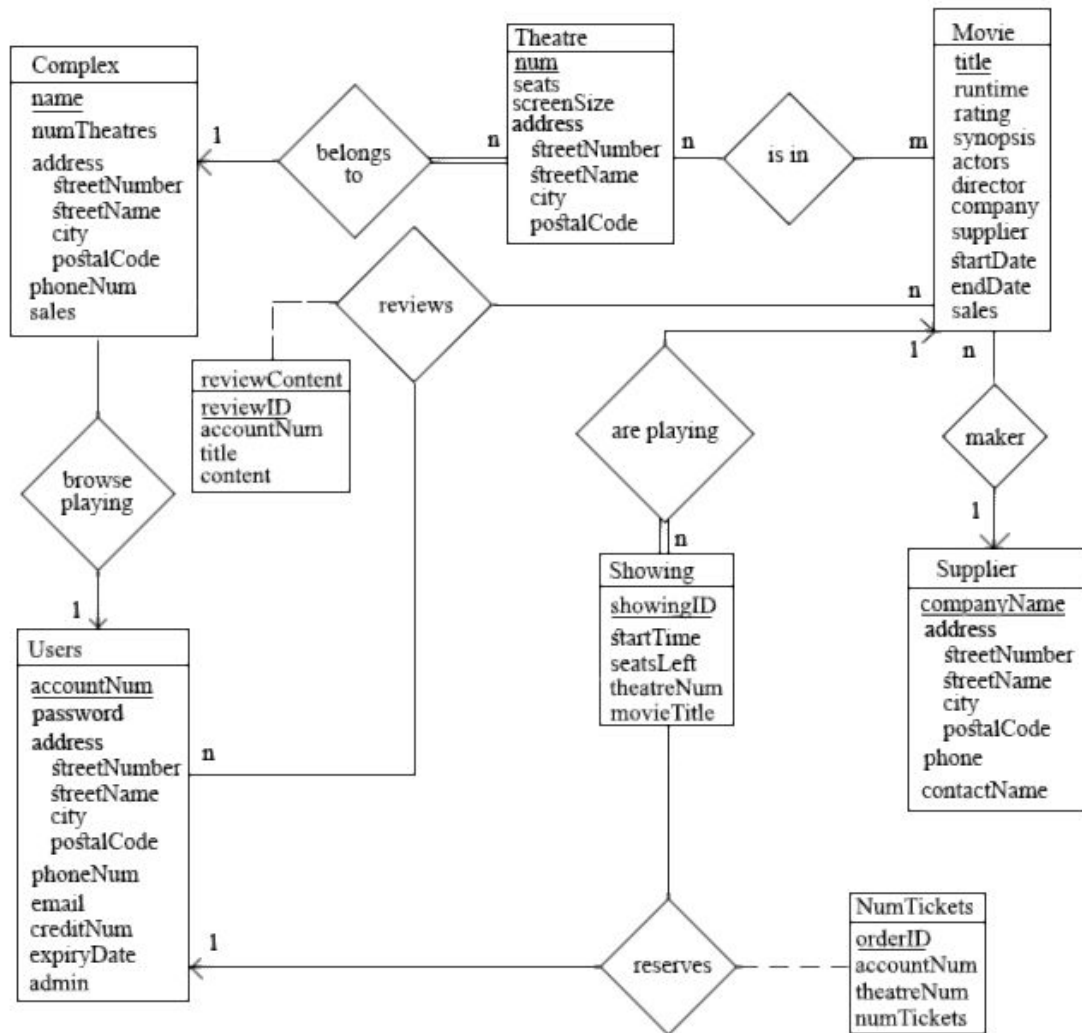 Complex
name
numTheatres
address
streetNumber
streetName
city
postalCode
phoneNum
sales
1
belongs
to
n
Theatre
num
seats
screenSize
address
streetNumber
streetName
city
postalCode
n
is in
m
Movie
title
runtime
rating
synopsis
actors
director
company
supplier
startDate
endDate
sales
reviews
n
reviewContent
reviewID
accountNum
title
content
1
n
are playing
maker
browse
playing
n
1
1
Showing
showingID
startTime
seatsLeft
theatreNum
movieTitle
Supplier
companyName
address
streetNumber
streetName
city
postalCode
phone
contactName
Users
accountNum
password
address
streetNumber
streetName
city
postalCode
phoneNum
email
creditNum
expiryDate
admin
n
1
reserves
NumTickets
orderID
accountNum
theatreNum
numTickets